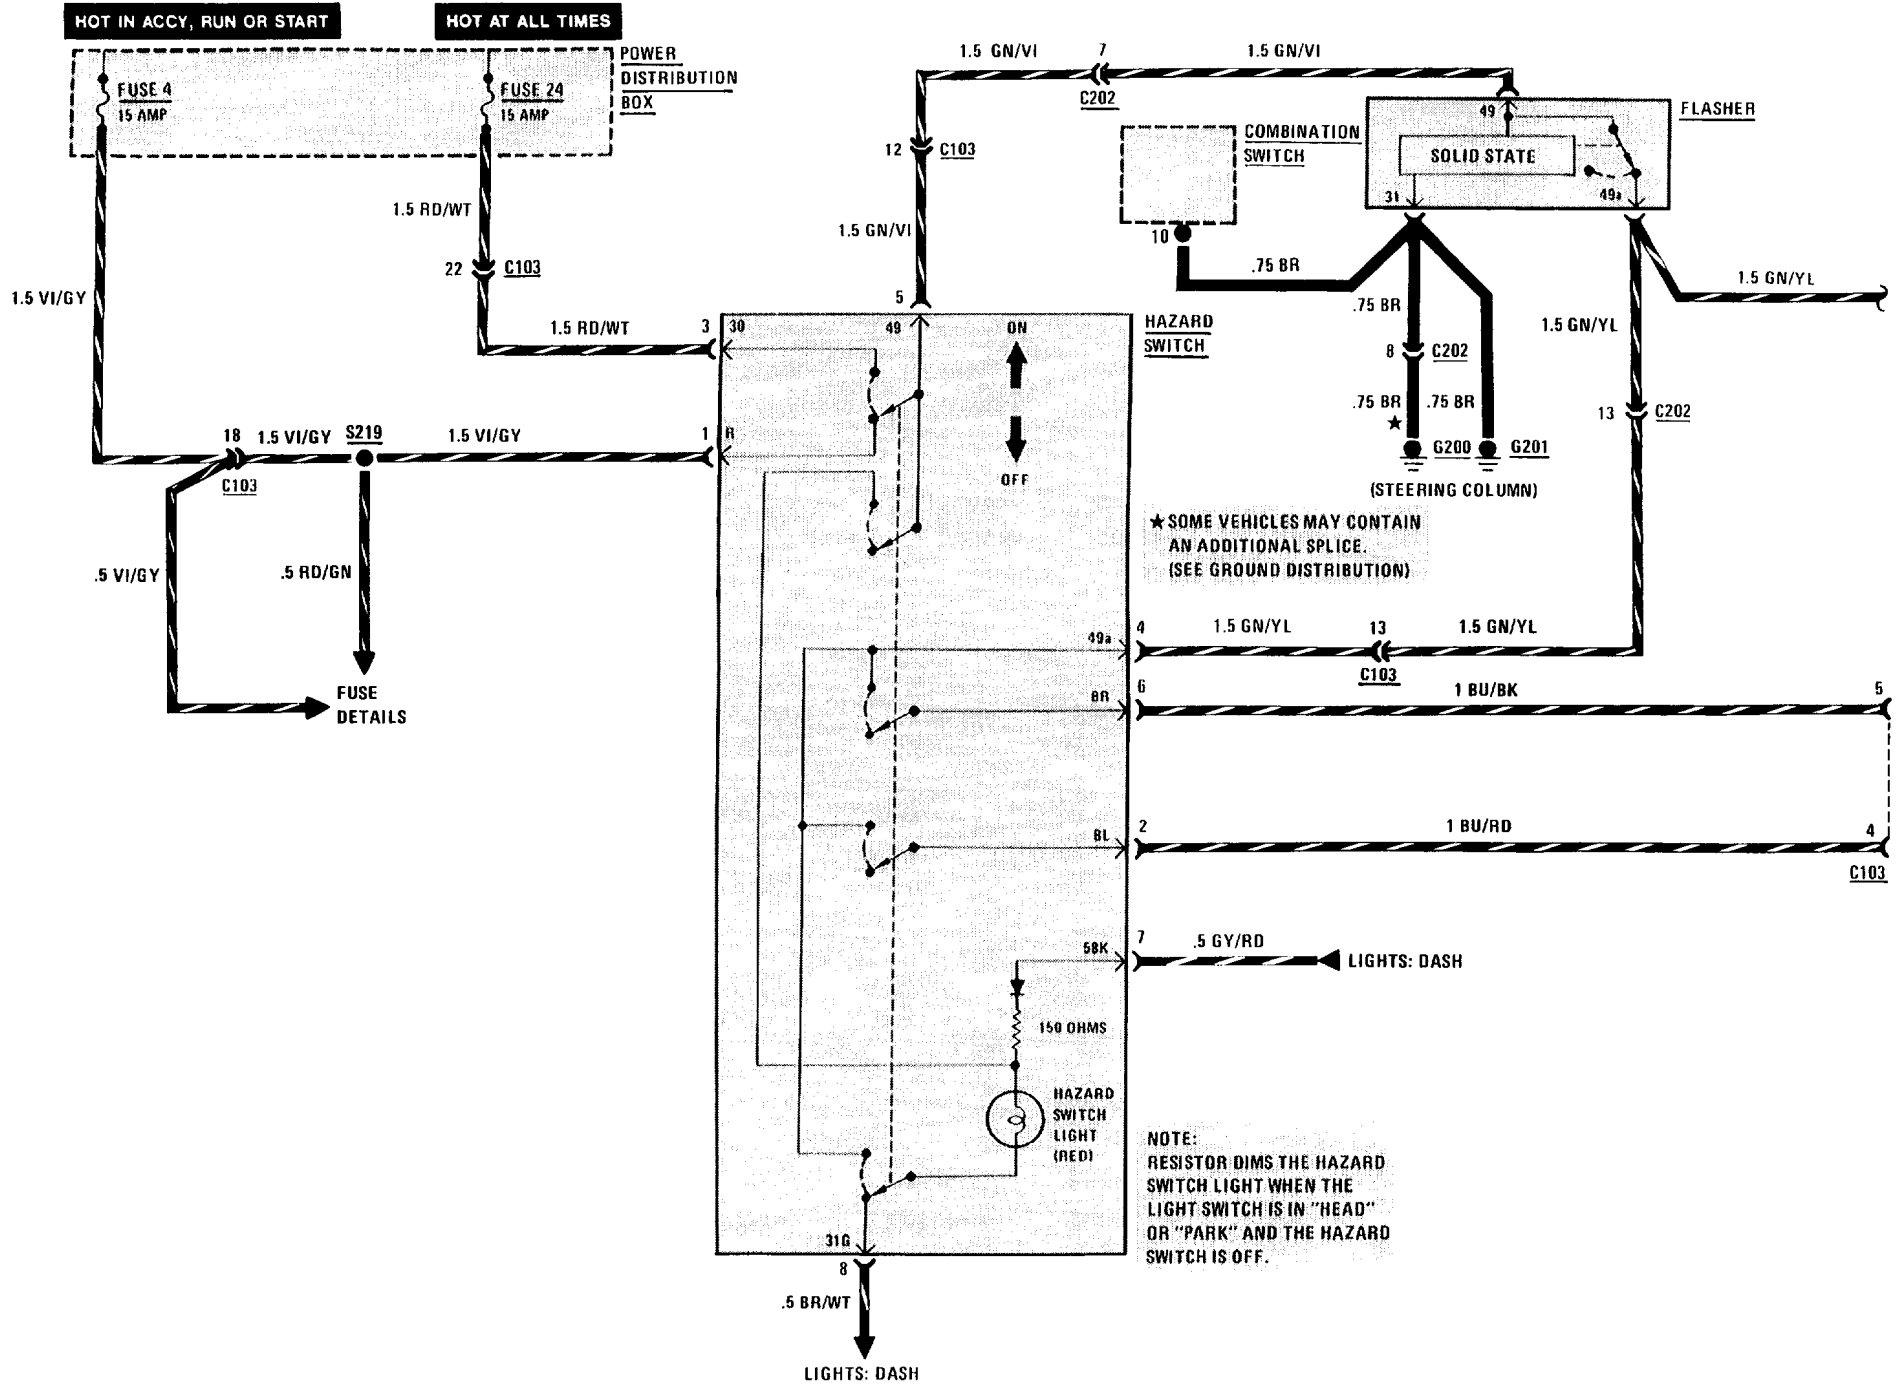 HOT IN ACCY, RUN OR START
HOT AT ALL TIMES
POWER
DISTRIBUTION
BOX
FUSE 4
15 AMP
FUSE 24
15 AMP
1.5 GN/VI
7
1.5 GN/VI
C202
FLASHER
49
SOLID STATE
31
49a
COMBINATION
SWITCH
10
12
C103
1.5 RD/WT
1.5 GN/VI
22
C103
.75 BR
1.5 GN/YL
1.5 VI/GY
5
.75 BR
1.5 GN/YL
1.5 RD/WT
3
30
49
ON
HAZARD
SWITCH
8
C202
.75 BR
.75 BR
★
13
C202
18
1.5 VI/GY
S219
1.5 VI/GY
1
R
C103
OFF
G200
G201
(STEERING COLUMN)
★SOME VEHICLES MAY CONTAIN
AN ADDITIONAL SPLICE.
(SEE GROUND DISTRIBUTION)
.5 VI/GY
.5 RD/GN
FUSE
DETAILS
49a
4
1.5 GN/YL
13
1.5 GN/YL
C103
BR
6
1 BU/BK
5
BL
2
1 BU/RD
4
C103
58K
7
.5 GY/RD
LIGHTS: DASH
150 OHMS
HAZARD
SWITCH
LIGHT
(RED)
NOTE:
RESISTOR DIMS THE HAZARD
SWITCH LIGHT WHEN THE
LIGHT SWITCH IS IN "HEAD"
OR "PARK" AND THE HAZARD
SWITCH IS OFF.
31G
8
.5 BR/WT
LIGHTS: DASH